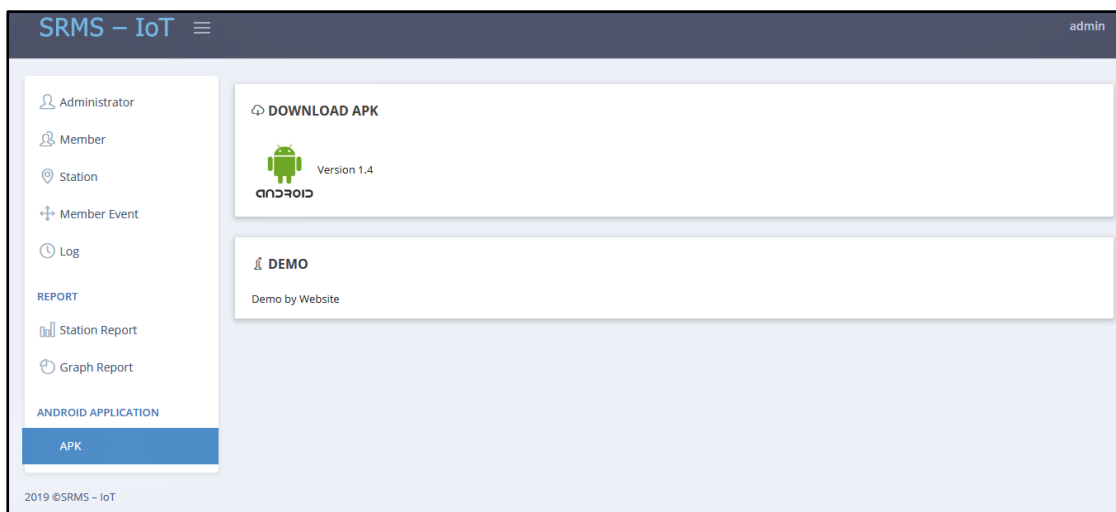 SRMS – IoT
admin
Administrator
Member
Station
Member Event
Log
REPORT
Station Report
Graph Report
ANDROID APPLICATION
APK
DOWNLOAD APK
Version 1.4
ANDROID
DEMO
Demo by Website
2019 ©SRMS – IoT